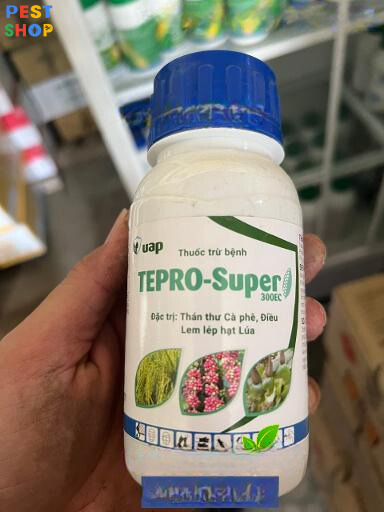 PEST
SHOP
uap
Thuốc trừ bệnh
TEPRO-Super
300EC
Đặc trị: Thán thư Cà phê, Điều
Lem lép hạt Lúa